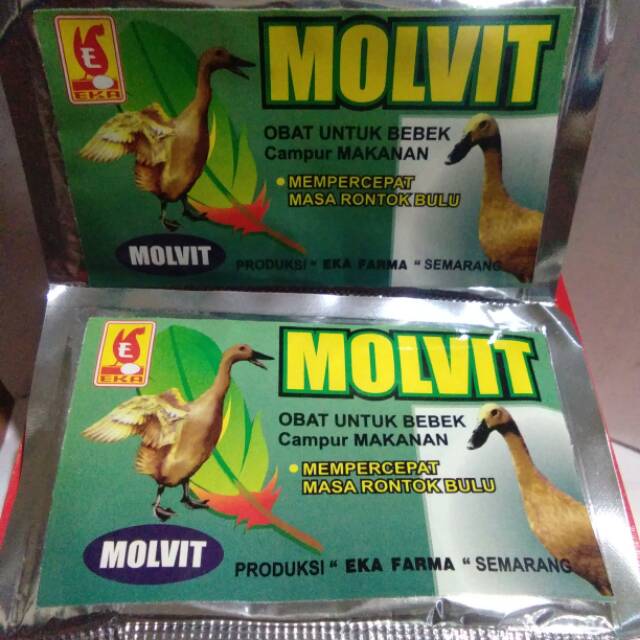 E
EKA
MOLVIT
OBAT UNTUK BEBEK
Campur MAKANAN
• MEMPERCEPAT
MASA RONTOK BULU
MOLVIT
PRODUKSI " EKA FARMA " SEMARANG
E
EKA
MOLVIT
OBAT UNTUK BEBEK
Campur MAKANAN
• MEMPERCEPAT
MASA RONTOK BULU
MOLVIT
PRODUKSI " EKA FARMA " SEMARANG